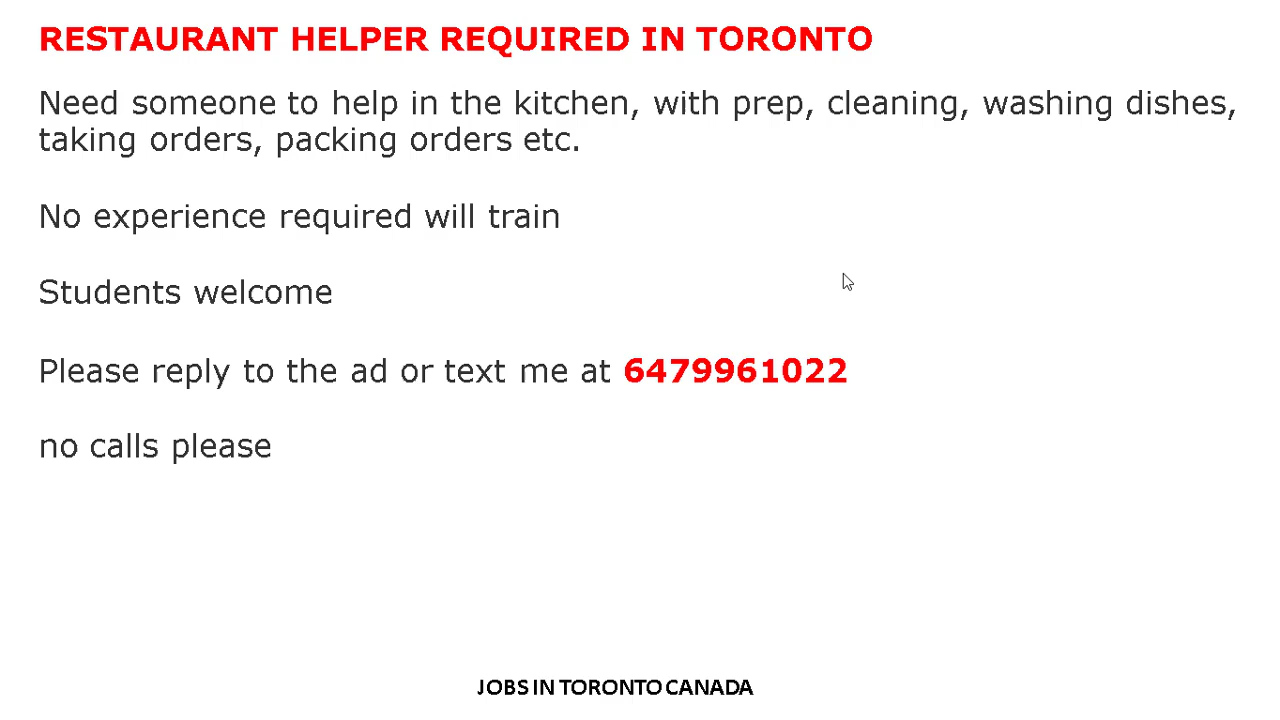 RESTAURANT HELPER REQUIRED IN TORONTO
Need someone to help in the kitchen, with prep, cleaning, washing dishes,
taking orders, packing orders etc.
No experience required will train
Students welcome
Please reply to the ad or text me at 6479961022
no calls please
JOBS IN TORONTO CANADA